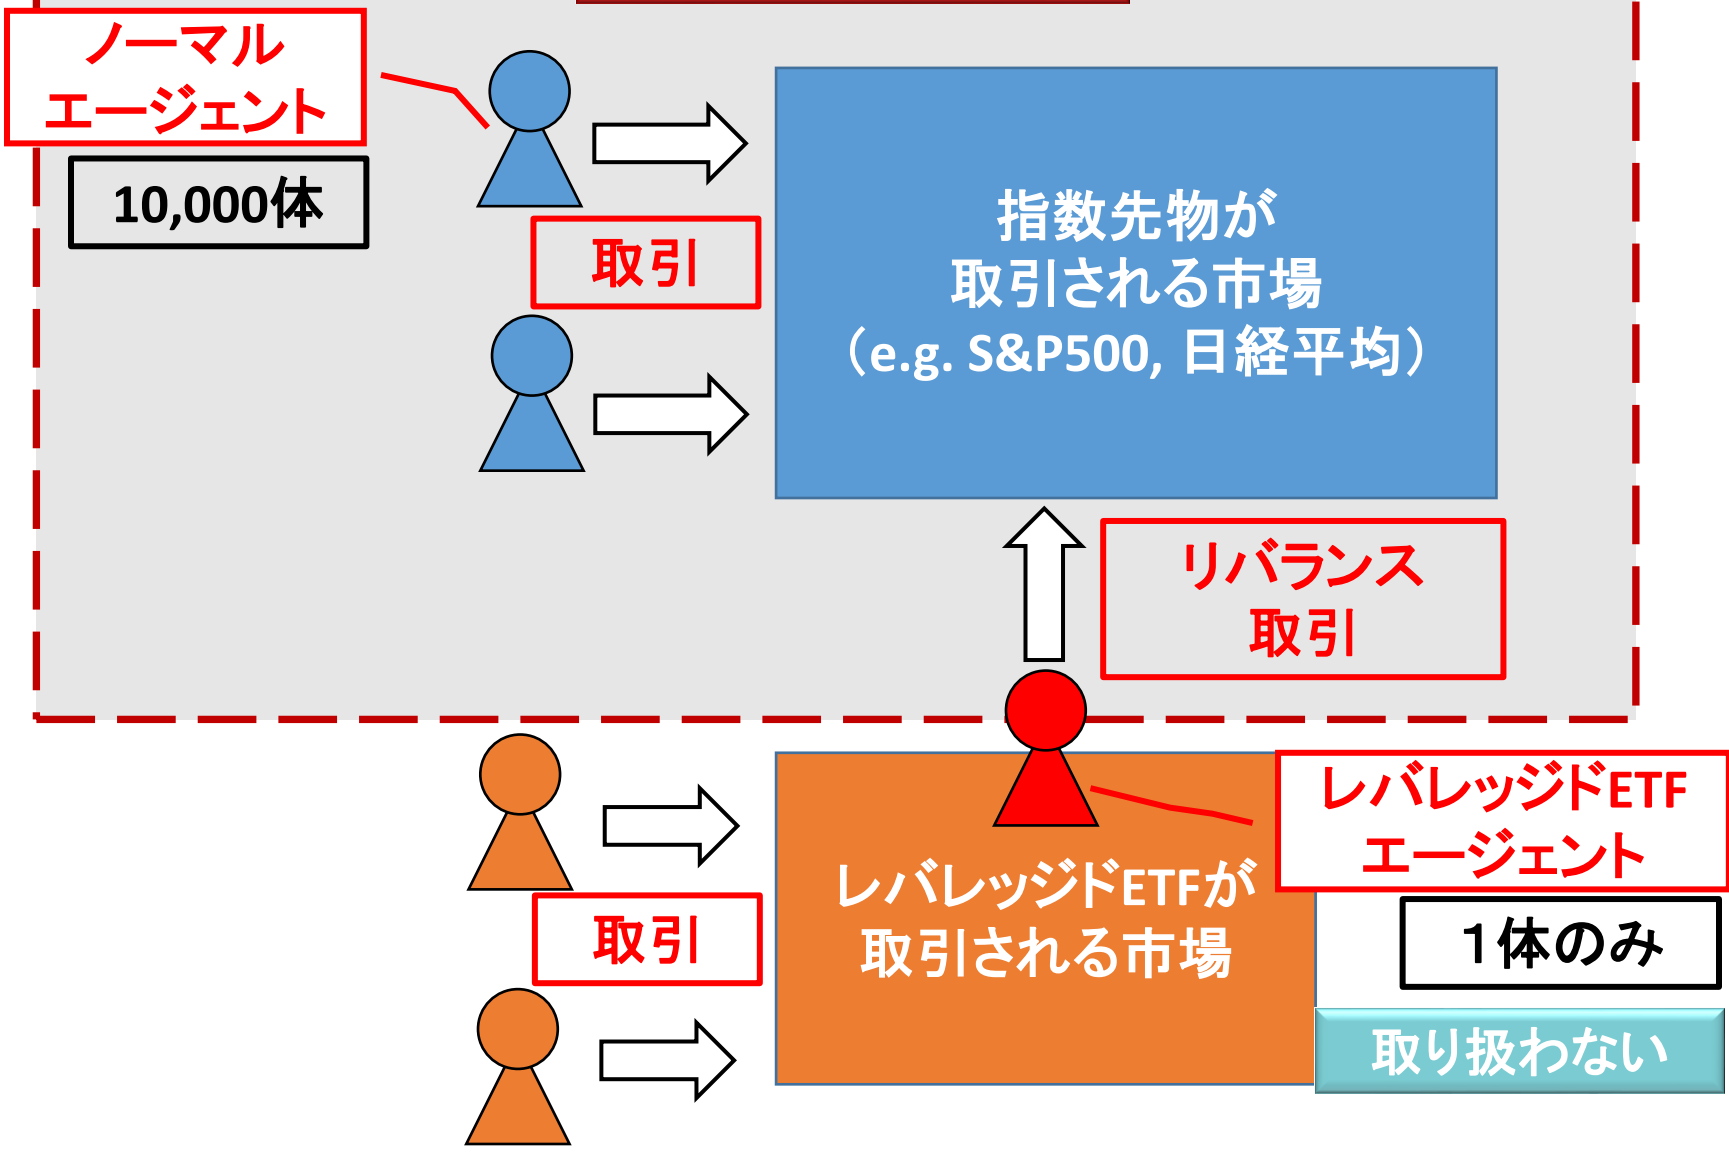 ノーマル
エージェント
10,000体
取引
指数先物が
取引される市場
（e.g. S&P500, 日経平均）
リバランス
取引
レバレッジドETF
エージェント
1体のみ
取引
レバレッジドETFが
取引される市場
取り扱わない